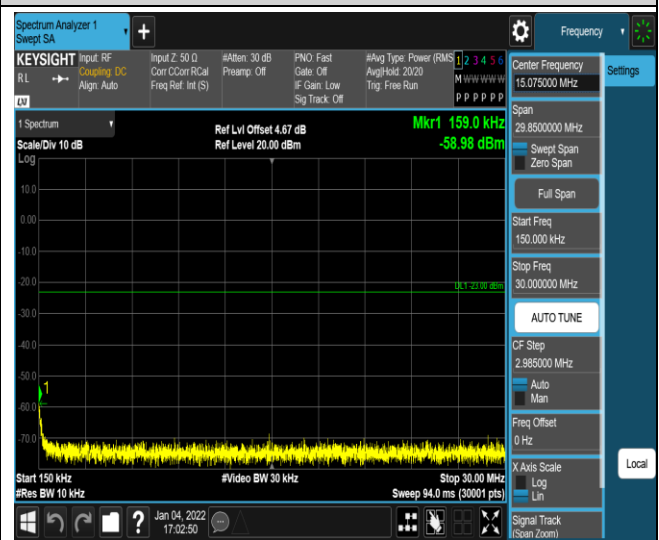 Spectrum Analyzer 1
Swept SA
Frequency
KEYSIGHT
RL
Input: RF
Coupling: DC
Align: Auto
Input Z: 50 Ω
Corr CCorr RCal
Freq Ref: Int (S)
#Atten: 30 dB
Preamp: Off
PNO: Fast
Gate: Off
IF Gain: Low
Sig Track: Off
#Avg Type: Power (RMS
Avg|Hold: 20/20
Trig: Free Run
1 2 3 4 5 6
M W W W W W
P P P P P P
1 Spectrum
Scale/Div 10 dB
Ref Lvl Offset 4.67 dB
Ref Level 20.00 dBm
Mkr1 159.0 kHz
-58.98 dBm
Log
10.0
0.00
-10.0
-20.0
DL1 -23.00 dBm
-30.0
-40.0
-50.0
1
-60.0
-70.0
Start 150 kHz
#Video BW 30 kHz
Stop 30.00 MHz
#Res BW 10 kHz
Sweep 94.0 ms (30001 pts)
Jan 04, 2022
17:02:50
Center Frequency
15.075000 MHz
Settings
Span
29.8500000 MHz
Swept Span
Zero Span
Full Span
Start Freq
150.000 kHz
Stop Freq
30.000000 MHz
AUTO TUNE
CF Step
2.985000 MHz
Auto
Man
Freq Offset
0 Hz
X Axis Scale
Log
Lin
Local
Signal Track
(Span Zoom)